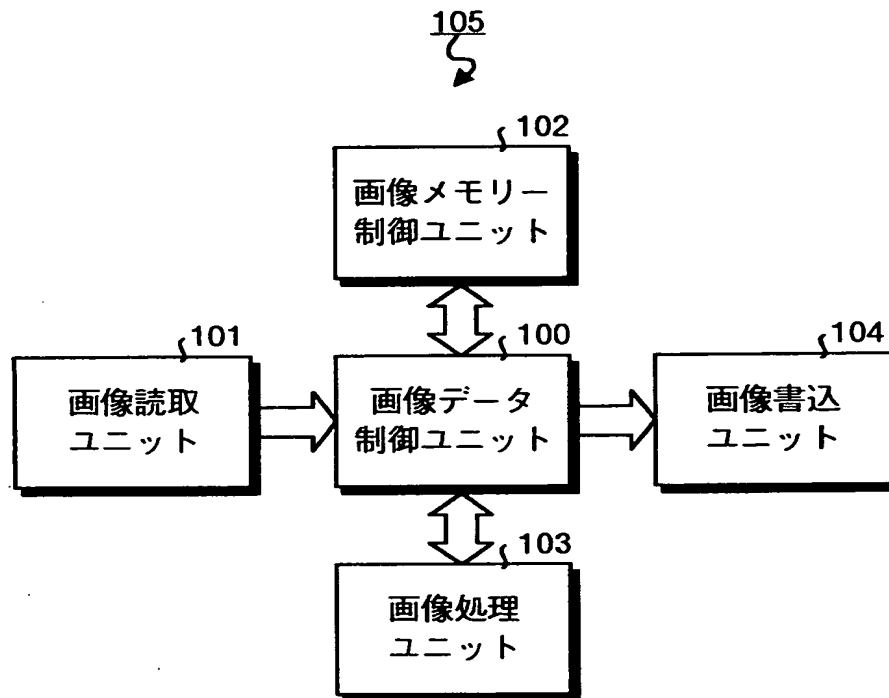 105
102
画像メモリー
制御ユニット
101
画像読取
ユニット
100
画像データ
制御ユニット
104
画像書込
ユニット
103
画像処理
ユニット